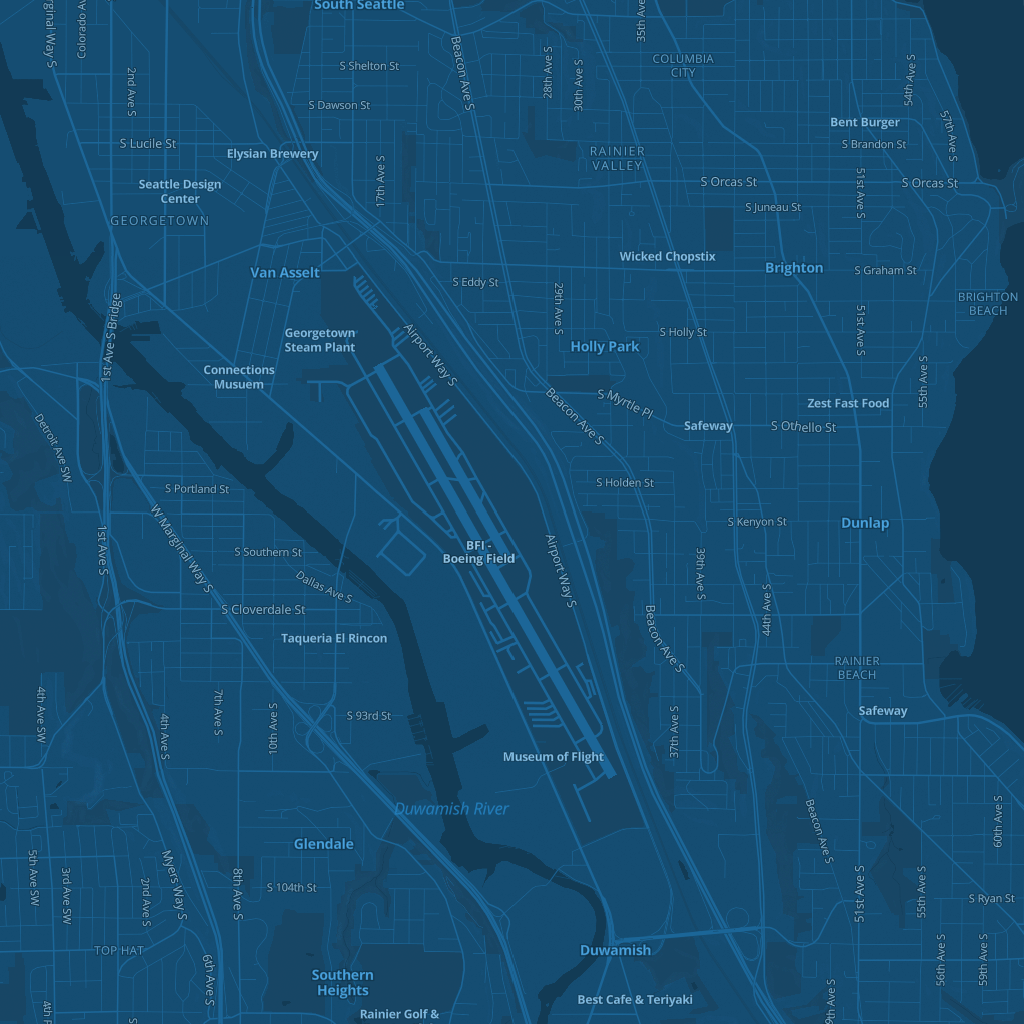 South Seattle
Marginal Way S
Colorado Av
35th Ave
Beacon Ave S
28th Ave S
30th Ave S
COLUMBIA
CITY
S Shelton St
2nd Ave S
54th Ave S
S Dawson St
57th Ave S
Bent Burger
S Lucile St
Elysian Brewery
S Brandon St
RAINIER
VALLEY
17th Ave S
Seattle Design
Center
S Orcas St
51st Ave S
S Orcas St
GEORGETOWN
S Juneau St
Wicked Chopstix
Van Asselt
Brighton
S Graham St
S Eddy St
29th Ave S
BRIGHTON
BEACH
1st Ave S Bridge
Georgetown
Steam Plant
Airport Way S
S Holly St
51st Ave S
Holly Park
Connections
Musuem
55th Ave S
S Myrtle Pl
Beacon Ave S
Zest Fast Food
Detroit Ave SW
Safeway
S Othello St
S Portland St
S Holden St
W Marginal Way S
S Kenyon St
Dunlap
1st Ave S
S Southern St
BFI -
Boeing Field
Airport Way S
39th Ave S
Dallas Ave S
44th Ave S
S Cloverdale St
Beacon Ave S
Taqueria El Rincon
RAINIER
BEACH
4th Ave SW
7th Ave S
4th Ave S
10th Ave S
S 93rd St
37th Ave S
Safeway
Museum of Flight
Duwamish River
Beacon Ave S
60th Ave S
Glendale
5th Ave SW
3rd Ave SW
2nd Ave S
Myers Way S
8th Ave S
S 104th St
51st Ave S
55th Ave S
S Ryan St
TOP HAT
Duwamish
56th Ave S
59th Ave S
6th Ave S
Southern
Heights
Best Cafe & Teriyaki
Rainier Golf &